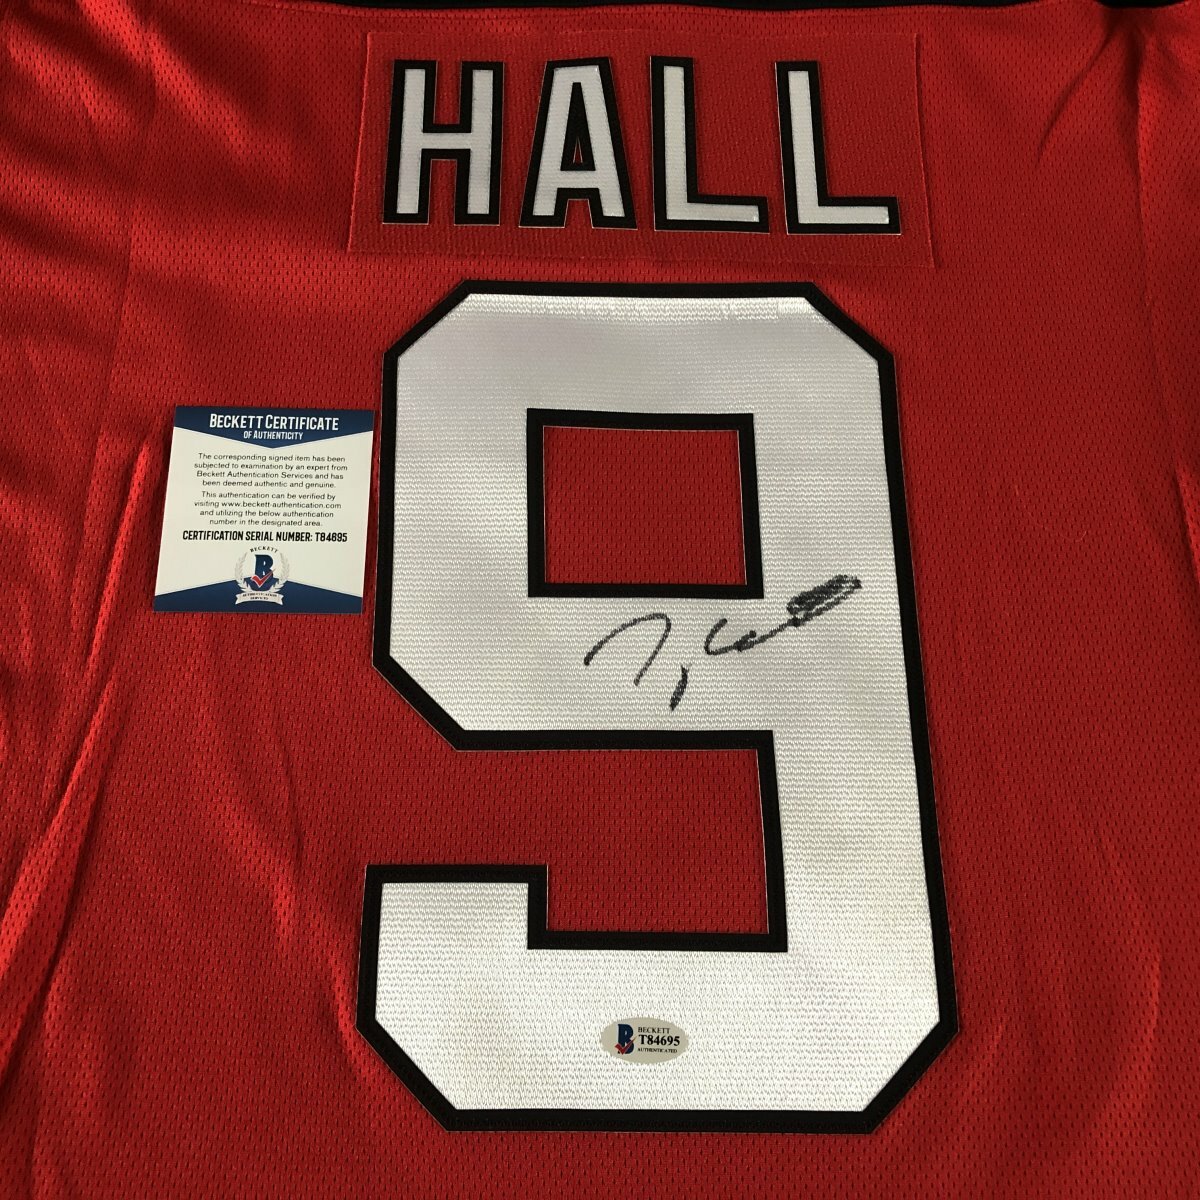 HALL
9
BECKETT CERTIFICATE
OF AUTHENTICITY
The corresponding signed item has been
subjected to examination by an expert from
Beckett Authentication Services and has
been deemed authentic and genuine.
This authentication can be verified by
visiting www.beckett-authentication.com
and utilizing the below authentication
number in the designated area.
CERTIFICATION SERIAL NUMBER: T84695
BECKETT
B
AUTHENTICATION
SERVICES
B
BECKETT
T84695
AUTHENTICATED